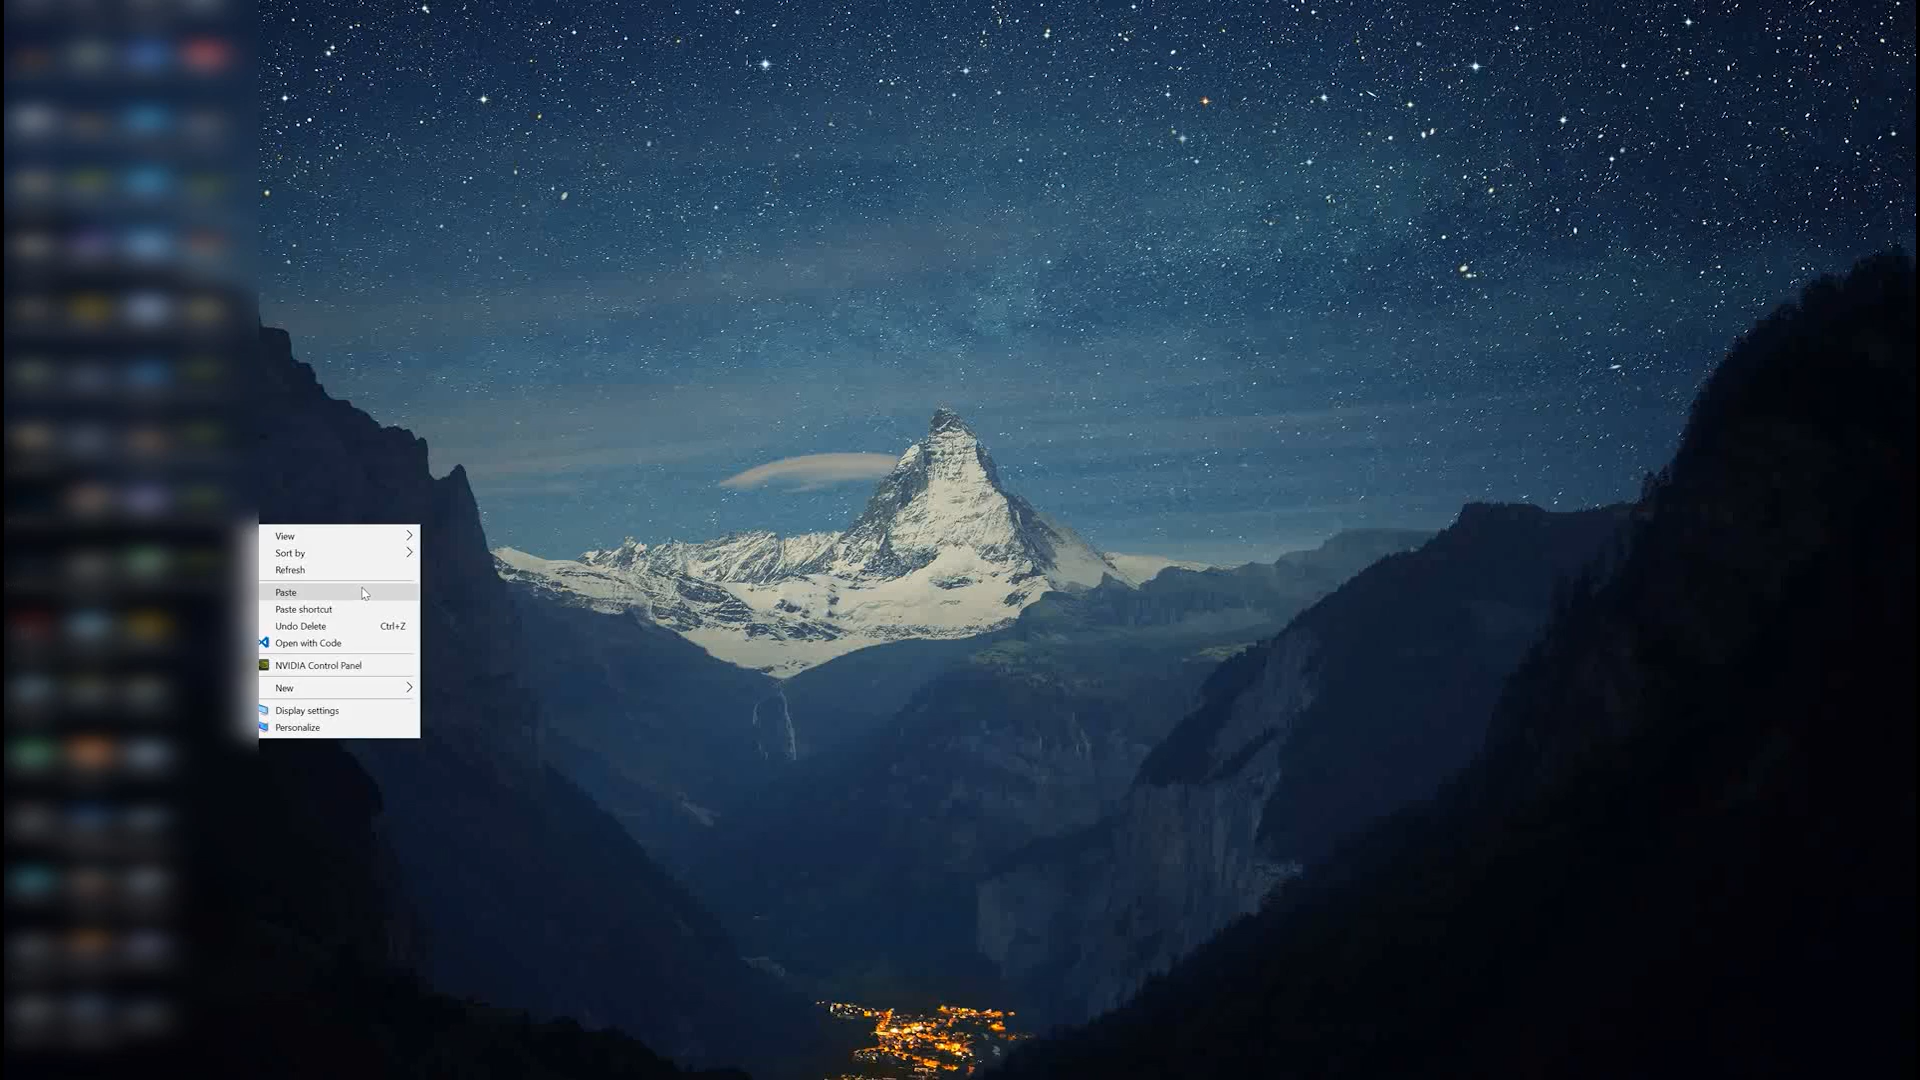 View
Sort by
Refresh
Paste
Paste shortcut
Undo Delete Ctrl+Z
Open with Code
NVIDIA Control Panel
New
Display settings
Personalize